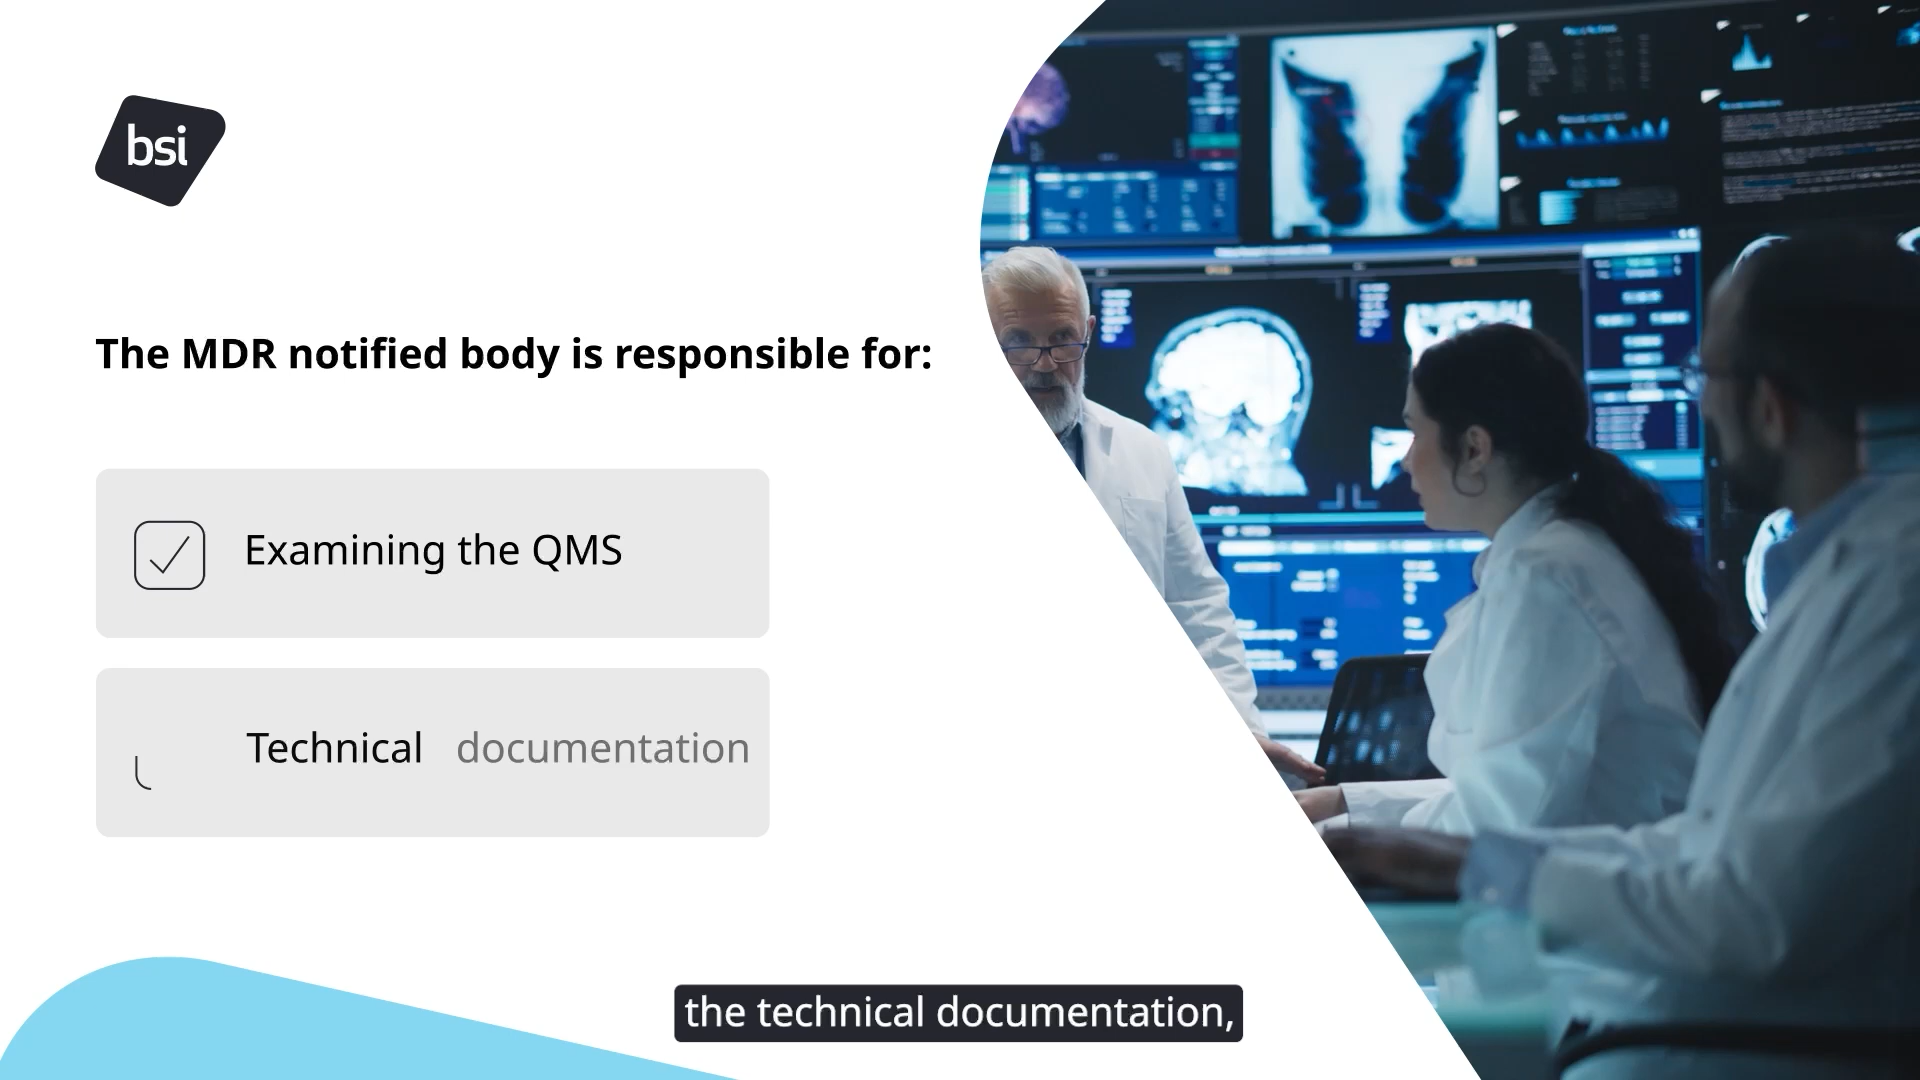 bsi
The MDR notified body is responsible for:
Examining the QMS
Technical documentation
the technical documentation,